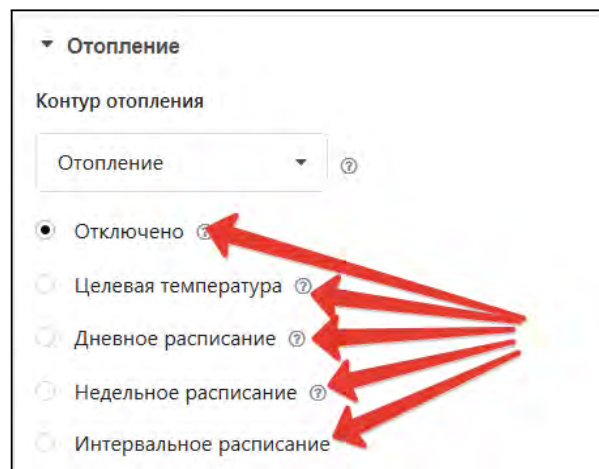 Отопление
Контур отопления
Отопление
Отключено
Целевая температура
Дневное расписание
Недельное расписание
Интервальное расписание